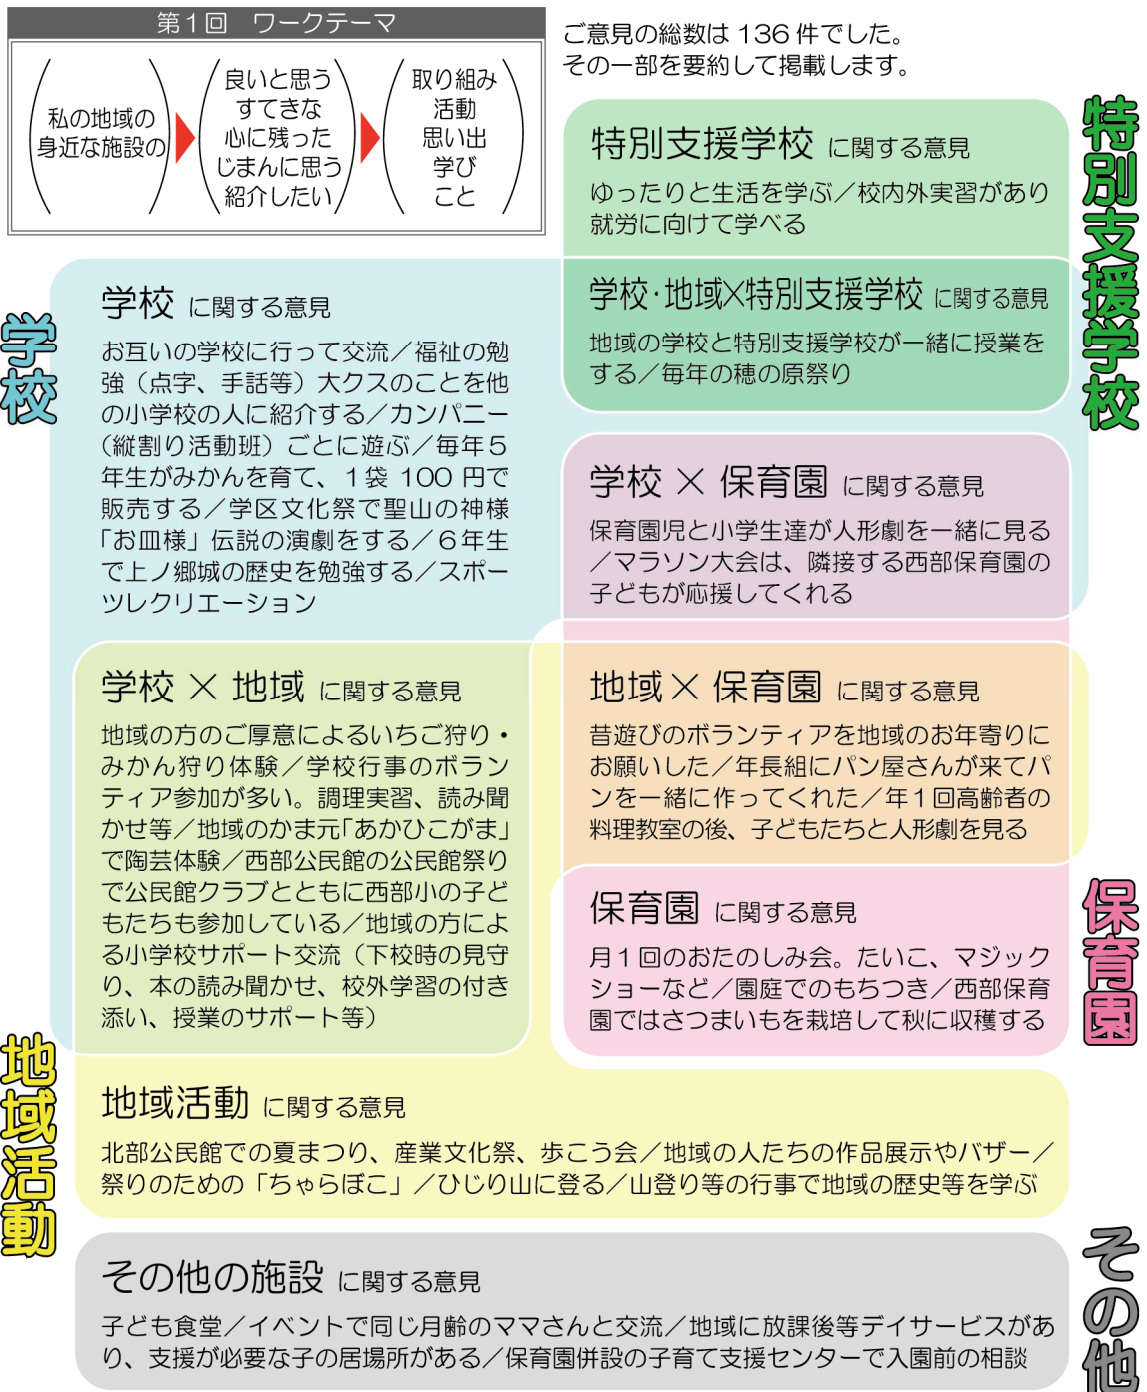 第1回 ワークテーマ
私の地域の
身近な施設の
良いと思う
すてきな
心に残った
じまんに思う
紹介したい
取り組み
活動
思い出
学び
こと
ご意見の総数は 136 件でした。
その一部を要約して掲載します。
特別支援学校
特別支援学校 に関する意見
ゆったりと生活を学ぶ／校内外実習があり
就労に向けて学べる
学校・地域×特別支援学校 に関する意見
地域の学校と特別支援学校が一緒に授業を
する／毎年の穂の原祭り
学校
学校 に関する意見
お互いの学校に行って交流／福祉の勉
強（点字、手話等）大クスのことを他
の小学校の人に紹介する／カンパニー
（縦割り活動班）ごとに遊ぶ／毎年５
年生がみかんを育て、１袋 100 円で
販売する／学区文化祭で聖山の神様
「お皿様」伝説の演劇をする／６年生
で上ノ郷城の歴史を勉強する／スポー
ツレクリエーション
学校 × 保育園 に関する意見
保育園児と小学生達が人形劇を一緒に見る
／マラソン大会は、隣接する西部保育園の
子どもが応援してくれる
学校 × 地域 に関する意見
地域の方のご厚意によるいちご狩り・
みかん狩り体験／学校行事のボラン
ティア参加が多い。調理実習、読み聞
かせ等／地域のかま元「あかひこがま」
で陶芸体験／西部公民館の公民館祭り
で公民館クラブとともに西部小の子ど
もたちも参加している／地域の方によ
る小学校サポート交流（下校時の見守
り、本の読み聞かせ、校外学習の付き
添い、授業のサポート等）
地域 × 保育園 に関する意見
昔遊びのボランティアを地域のお年寄りに
お願いした／年長組にパン屋さんが来てパ
ンを一緒に作ってくれた／年１回高齢者の
料理教室の後、子どもたちと人形劇を見る
保育園
保育園 に関する意見
月１回のおたのしみ会。たいこ、マジック
ショーなど／園庭でのもちつき／西部保育
園ではさつまいもを栽培して秋に収穫する
地域活動
地域活動 に関する意見
北部公民館での夏まつり、産業文化祭、歩こう会／地域の人たちの作品展示やバザー／
祭りのための「ちゃらぼこ」／ひじり山に登る／山登り等の行事で地域の歴史等を学ぶ
その他
その他の施設 に関する意見
子ども食堂／イベントで同じ月齢のママさんと交流／地域に放課後等デイサービスがあ
り、支援が必要な子の居場所がある／保育園併設の子育て支援センターで入園前の相談